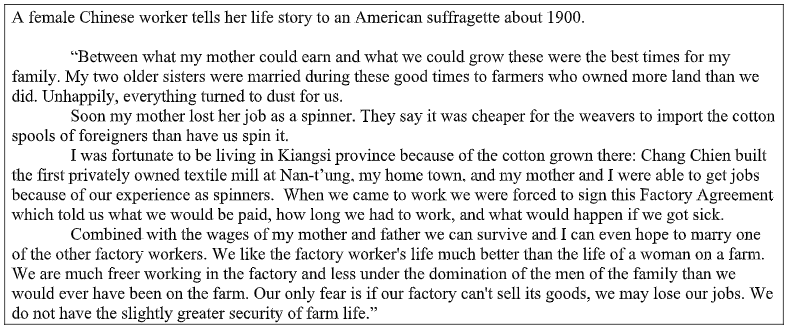 A female Chinese worker tells her life story to an American suffragette about 1900.
“Between what my mother could earn and what we could grow these were the best times for my
family. My two older sisters were married during these good times to farmers who owned more land than we
did. Unhappily, everything turned to dust for us.
Soon my mother lost her job as a spinner. They say it was cheaper for the weavers to import the cotton
spools of foreigners than have us spin it.
I was fortunate to be living in Kiangsi province because of the cotton grown there: Chang Chien built
the first privately owned textile mill at Nan-t’ung, my home town, and my mother and I were able to get jobs
because of our experience as spinners.  When we came to work we were forced to sign this Factory Agreement
which told us what we would be paid, how long we had to work, and what would happen if we got sick.
Combined with the wages of my mother and father we can survive and I can even hope to marry one
of the other factory workers. We like the factory worker's life much better than the life of a woman on a farm.
We are much freer working in the factory and less under the domination of the men of the family than we
would ever have been on the farm. Our only fear is if our factory can't sell its goods, we may lose our jobs. We
do not have the slightly greater security of farm life.”